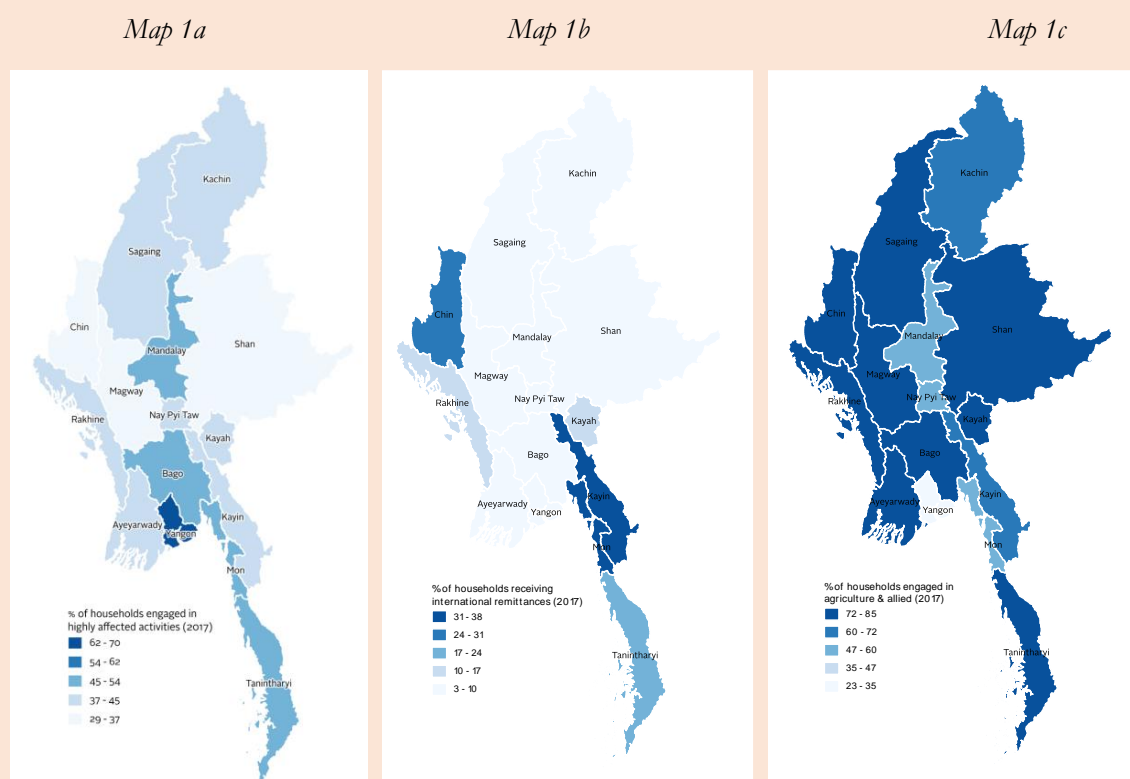 Map 1a
Map 1b
Map 1c
Kachin
Sagaing
Chin
Mandalay
Shan
Magway
Nay Pyi Taw
Rakhine
Kayah
Bago
Ayeyarwady
Yangon
Kayin
Mon
Tanintharyi
% of households engaged in
highly affected activities (2017)
62 - 70
54 - 62
45 - 54
37 - 45
29 - 37
Kachin
Sagaing
Chin
Mandalay
Shan
Magway
Nay Pyi Taw
Rakhine
Kayah
Bago
Ayeyarwady
Yangon
Kayin
Mon
Tanintharyi
%of households receiving
international remittances (2017)
31 - 38
24 - 31
17 - 24
10 - 17
3 - 10
Kachin
Sagaing
Chin
Mandalay
Shan
Magway
Nay Pyi Taw
Rakhine
Kayah
Bago
Ayeyarwady
Yangon
Kayin
Mon
Tanintharyi
%of households engaged in
agriculture & allied (2017)
72 - 85
60 - 72
47 - 60
35 - 47
23 - 35